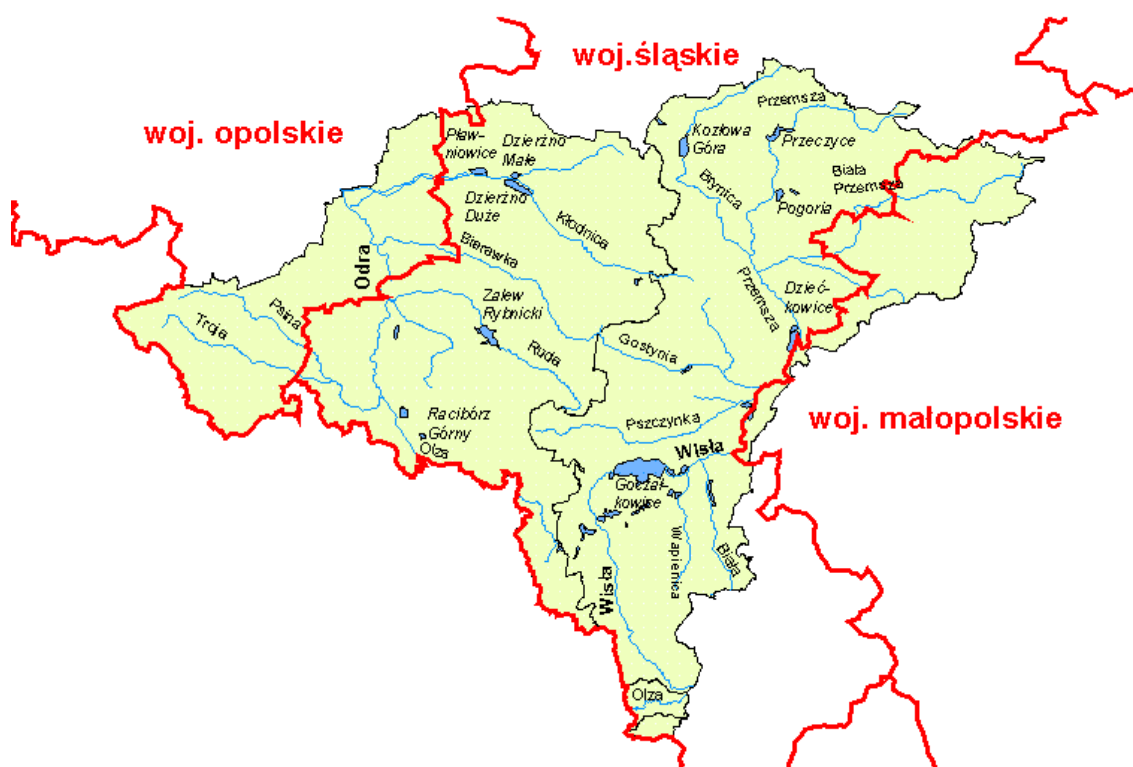 woj.śląskie
woj. opolskie
Przemsza
Pław-
niowice
Dzierżno
Małe
Kozłowa
Góra
Przeczyce
Biała
Przemsza
Brynica
Pogoria
Dzierżno
Duże
Kłodnica
Bierawka
Odra
Psina
Troja
Zalew
Rybnicki
Ruda
Przemsza
Dzieć-
kowice
Gostynia
Racibórz
Górny
Olza
Pszczynka
woj. małopolskie
Wisła
Goczał-
kowice
Wapienica
Biała
Wisła
Olza